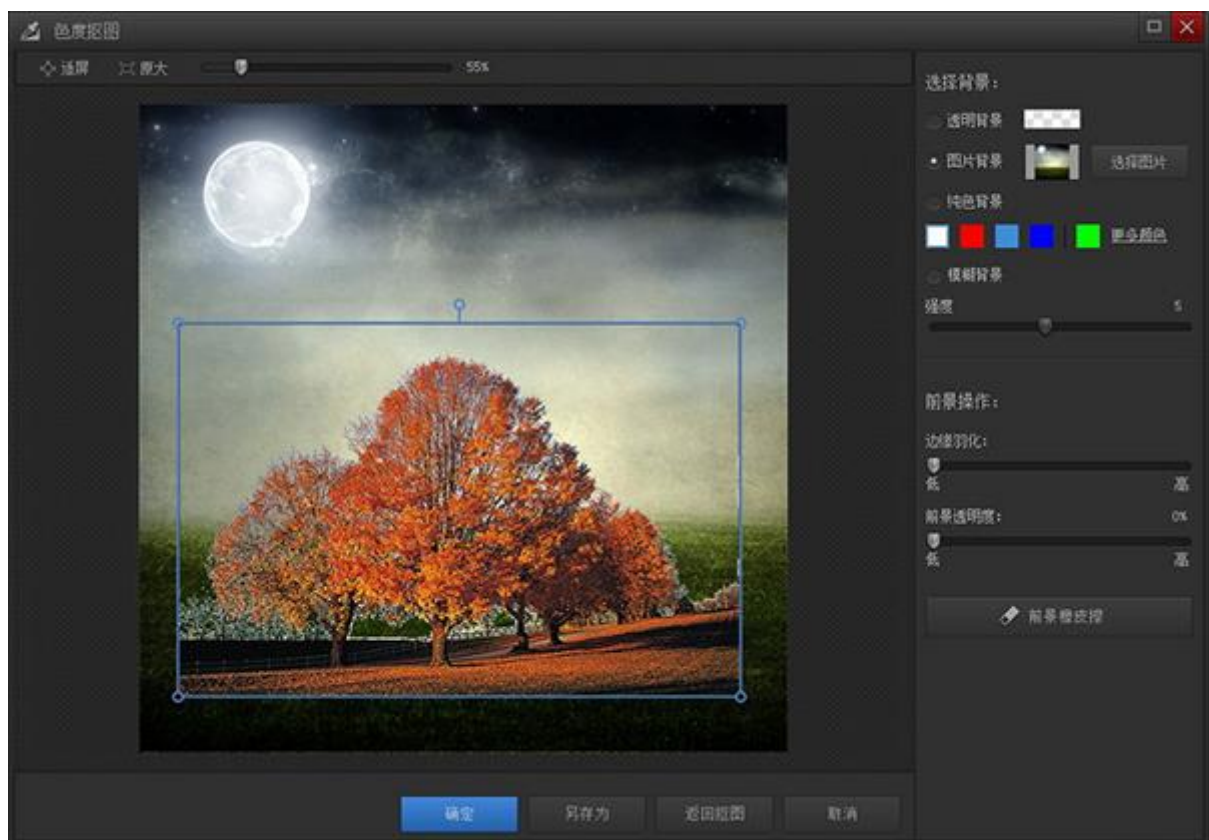 色度抠图
适屏 原大 55%
选择背景：
透明背景
图片背景 选择图片
纯色背景
更多颜色
模糊背景
强度 5
前景操作：
边缘羽化：
低 高
前景透明度： 0%
低 高
前景橡皮擦
确定 另存为 返回抠图 取消